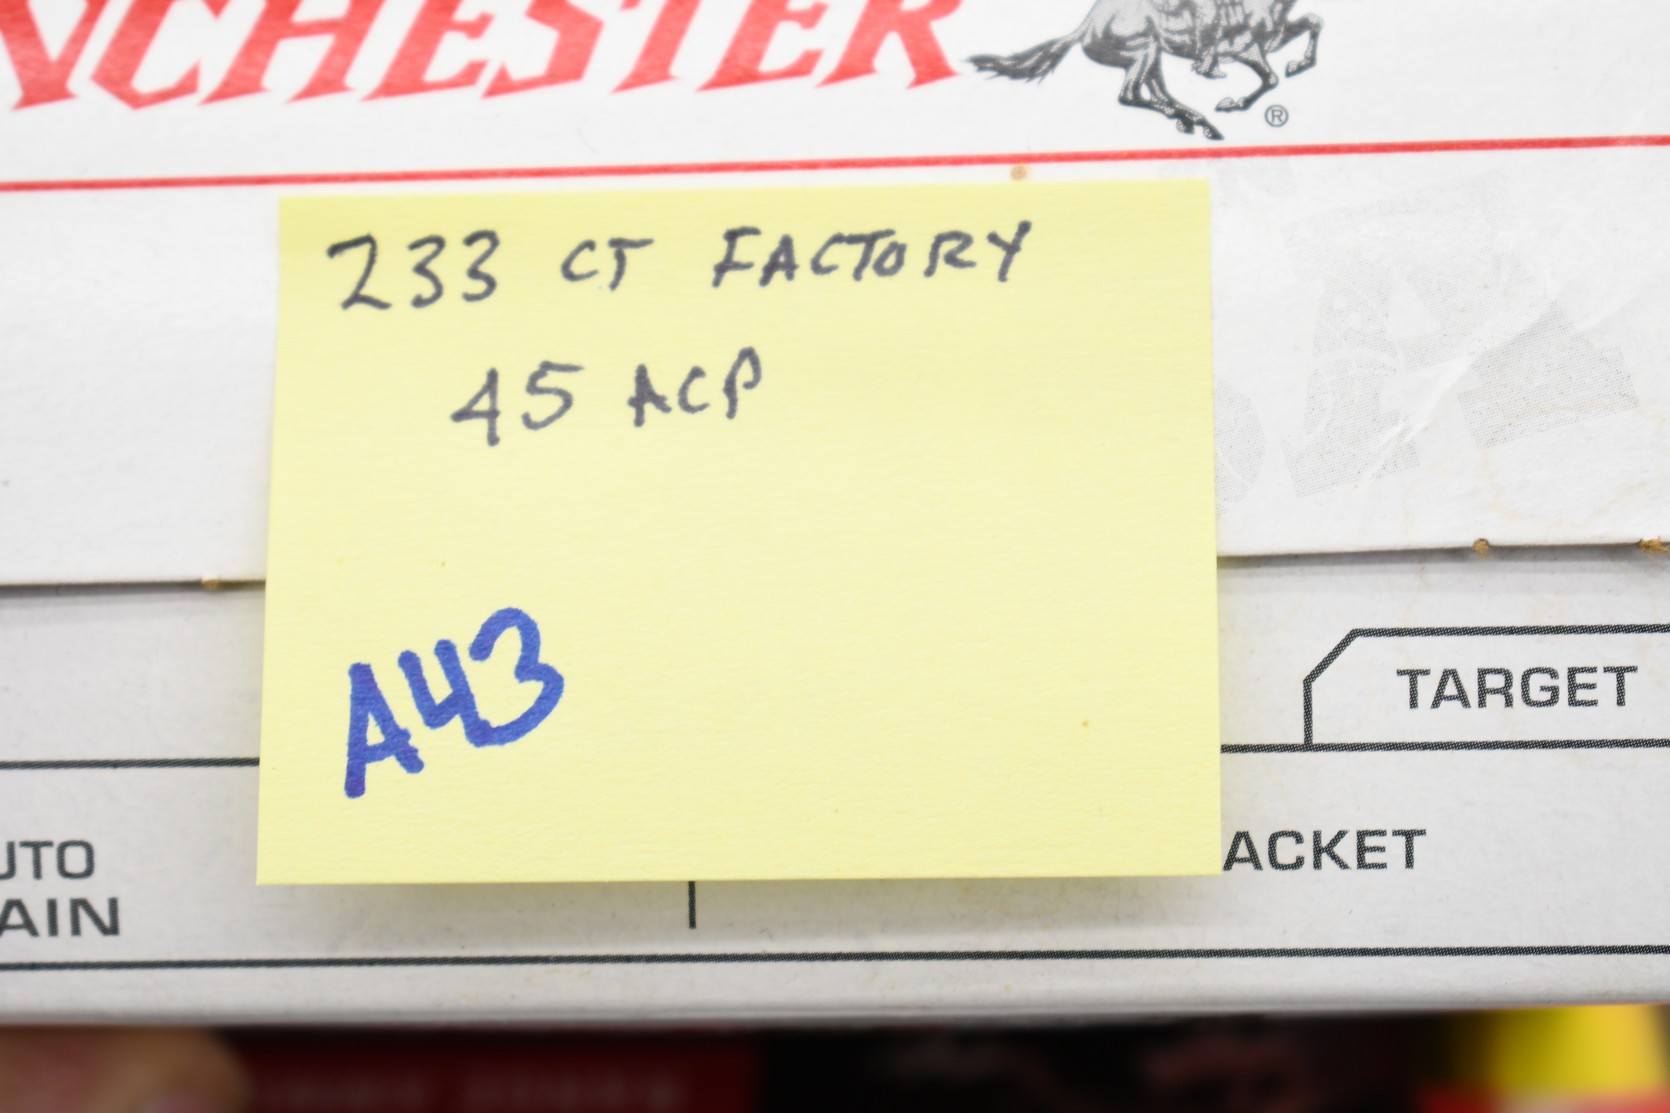 NCHESTER
®
233 CT FACTORY
45 ACP
A43
TARGET
UTO
ACKET
AIN